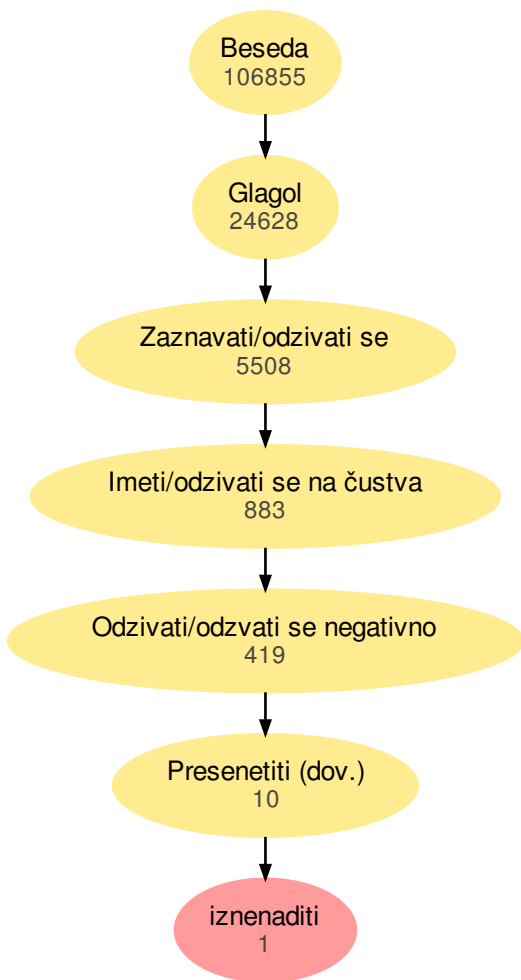 Beseda
106855
Glagol
24628
Zaznavati/odzivati se
5508
Imeti/odzivati se na čustva
883
Odzivati/odzvati se negativno
419
Presenetiti (dov.)
10
iznenaditi
1